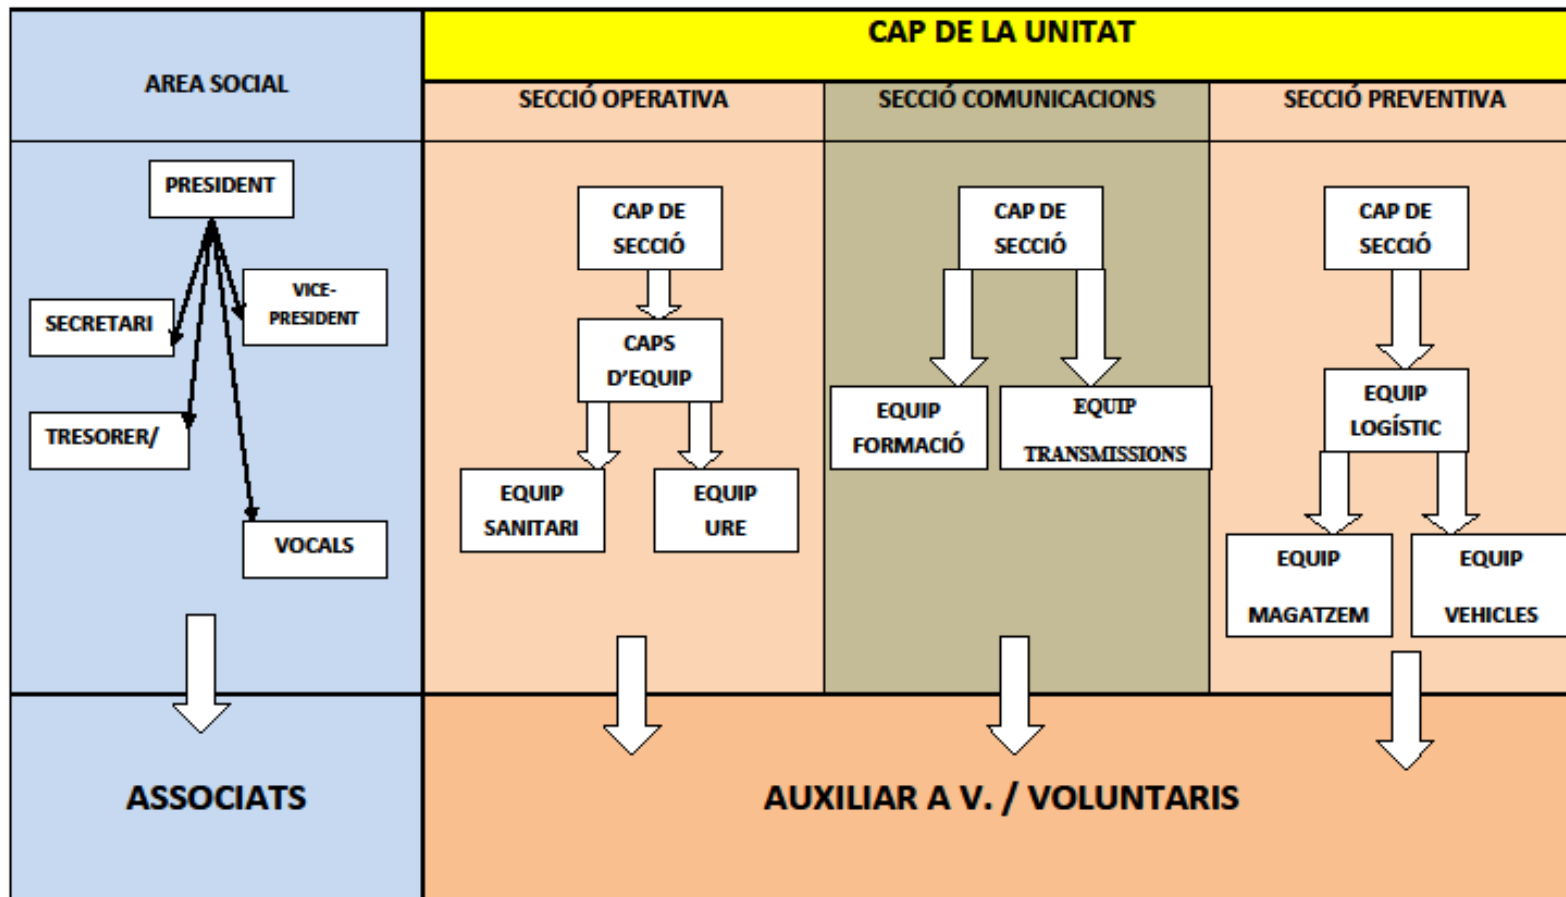 CAP DE LA UNITAT
AREA SOCIAL
SECCIÓ OPERATIVA
SECCIÓ COMUNICACIONS
SECCIÓ PREVENTIVA
PRESIDENT
SECRETARI
VICE-
PRESIDENT
TRESORER/
VOCALS
CAP DE
SECCIÓ
CAPS
D'EQUIP
EQUIP
SANITARI
EQUIP
URE
CAP DE
SECCIÓ
EQUIP
FORMACIÓ
EQUIP
TRANSMISSIONS
CAP DE
SECCIÓ
EQUIP
LOGÍSTIC
EQUIP
MAGATZEM
EQUIP
VEHICLES
ASSOCIATS
AUXILIAR A V. / VOLUNTARIS